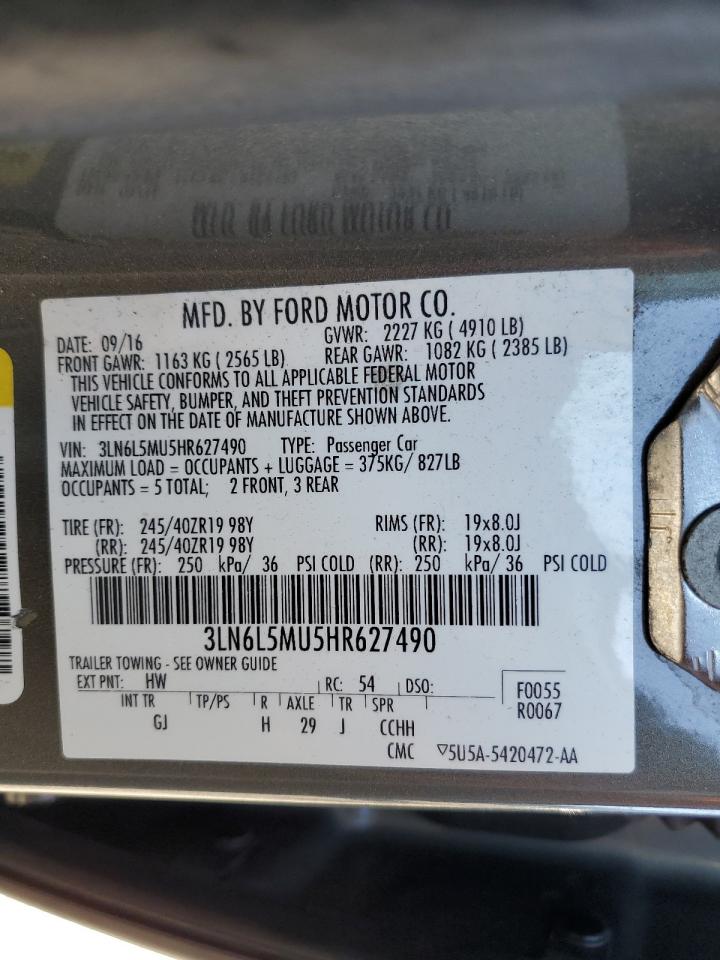 MFD. BY FORD MOTOR CO.
DATE: 09/16 GVWR: 2227 KG ( 4910 LB)
FRONT GAWR: 1163 KG ( 2565 LB) REAR GAWR: 1082 KG ( 2385 LB)
THIS VEHICLE CONFORMS TO ALL APPLICABLE FEDERAL MOTOR
VEHICLE SAFETY, BUMPER, AND THEFT PREVENTION STANDARDS
IN EFFECT ON THE DATE OF MANUFACTURE SHOWN ABOVE.
VIN: 3LN6L5MU5HR627490 TYPE: Passenger Car
MAXIMUM LOAD = OCCUPANTS + LUGGAGE = 375KG/ 827LB
OCCUPANTS = 5 TOTAL; 2 FRONT, 3 REAR
TIRE (FR): 245/40ZR19 98Y RIMS (FR): 19x8.0J
(RR): 245/40ZR19 98Y (RR): 19x8.0J
PRESSURE (FR): 250 kPa/ 36 PSI COLD (RR): 250 kPa/ 36 PSI COLD
3LN6L5MU5HR627490
TRAILER TOWING - SEE OWNER GUIDE
EXT PNT: HW RC: 54 DSO: F0055
INT TR TP/PS R AXLE TR SPR R0067
GJ H 29 J CCHH
CMC ▽5U5A-5420472-AA